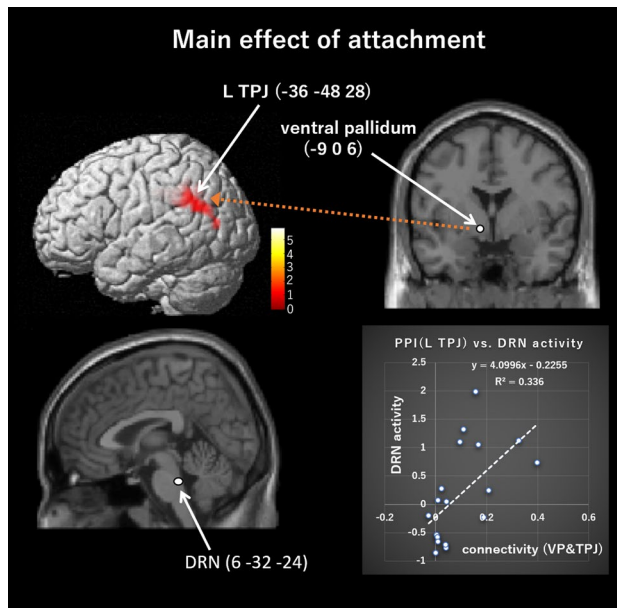 Main effect of attachment
L TPJ (-36 -48 28)
ventral pallidum
(-9 0 6)
5
4
3
2
1
0
PPI(L TPJ) vs. DRN activity
y = 4.0996x - 0.2255
R² = 0.336
DRN activity
2.5
2
1.5
1
0.5
0
-0.5
-1
-0.2
0
0.2
0.4
0.6
connectivity (VP&TPJ)
DRN (6 -32 -24)